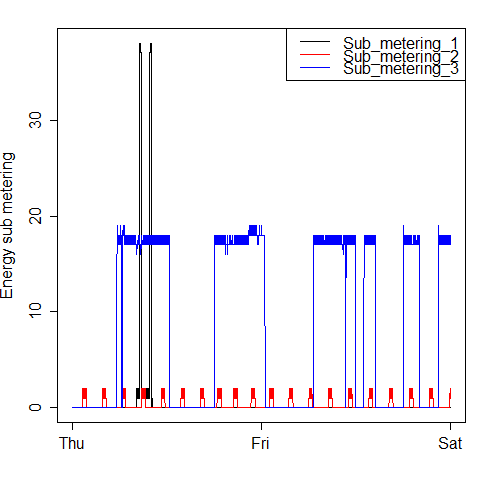 Sub_metering_1
Sub_metering_2
Sub_metering_3
Energy sub metering
30
20
10
0
Thu
Fri
Sat